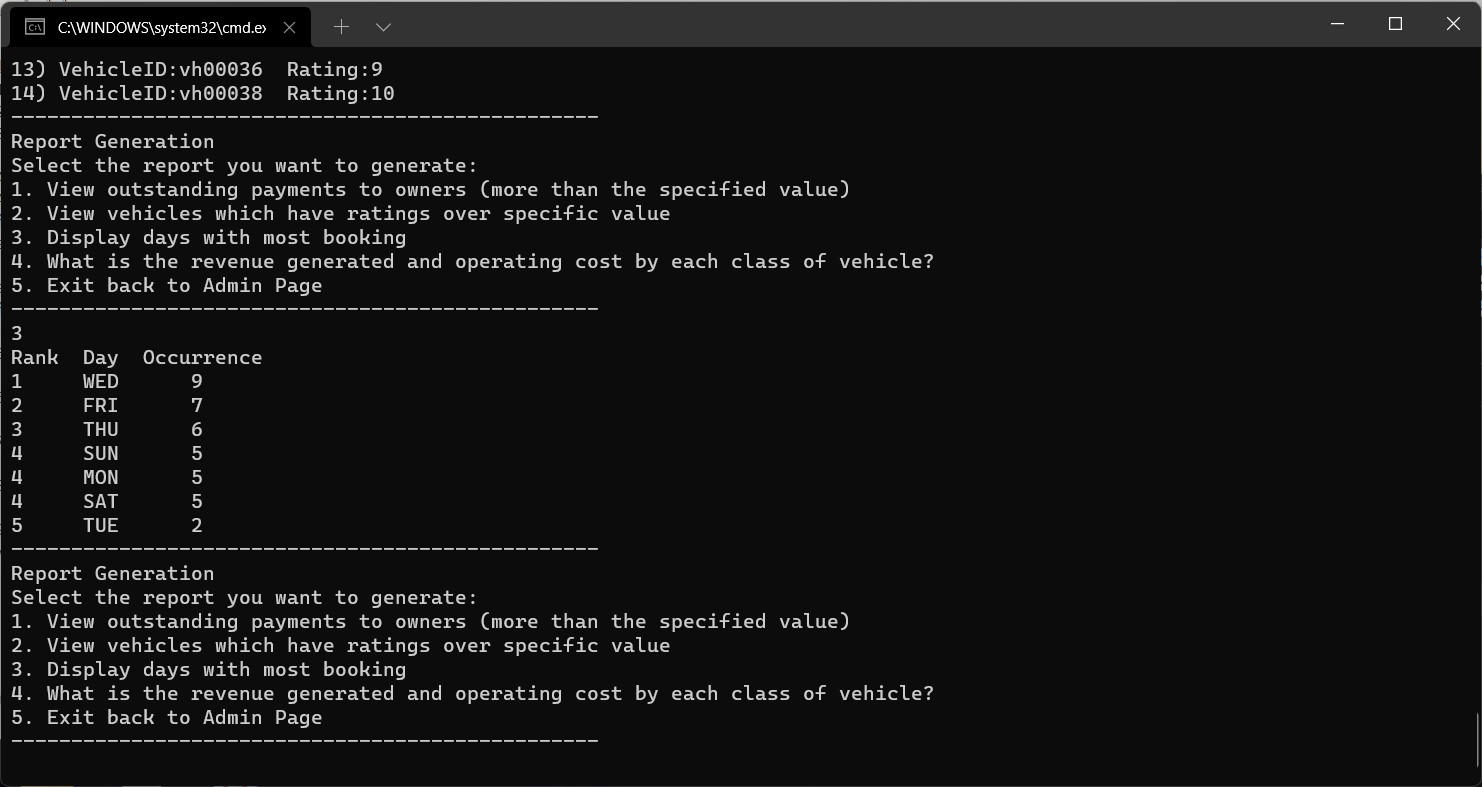 C:\WINDOWS\system32\cmd.ex
13) VehicleID:vh00036  Rating:9
14) VehicleID:vh00038  Rating:10
-------------------------------------------------
Report Generation
Select the report you want to generate:
1. View outstanding payments to owners (more than the specified value)
2. View vehicles which have ratings over specific value
3. Display days with most booking
4. What is the revenue generated and operating cost by each class of vehicle?
5. Exit back to Admin Page
-------------------------------------------------
3
Rank  Day  Occurrence
1     WED      9
2     FRI      7
3     THU      6
4     SUN      5
4     MON      5
4     SAT      5
5     TUE      2
-------------------------------------------------
Report Generation
Select the report you want to generate:
1. View outstanding payments to owners (more than the specified value)
2. View vehicles which have ratings over specific value
3. Display days with most booking
4. What is the revenue generated and operating cost by each class of vehicle?
5. Exit back to Admin Page
-------------------------------------------------